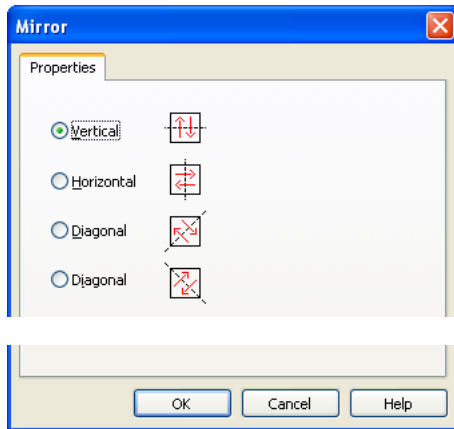 Mirror
Properties
Vertical
Horizontal
Diagonal
Diagonal
OK Cancel Help